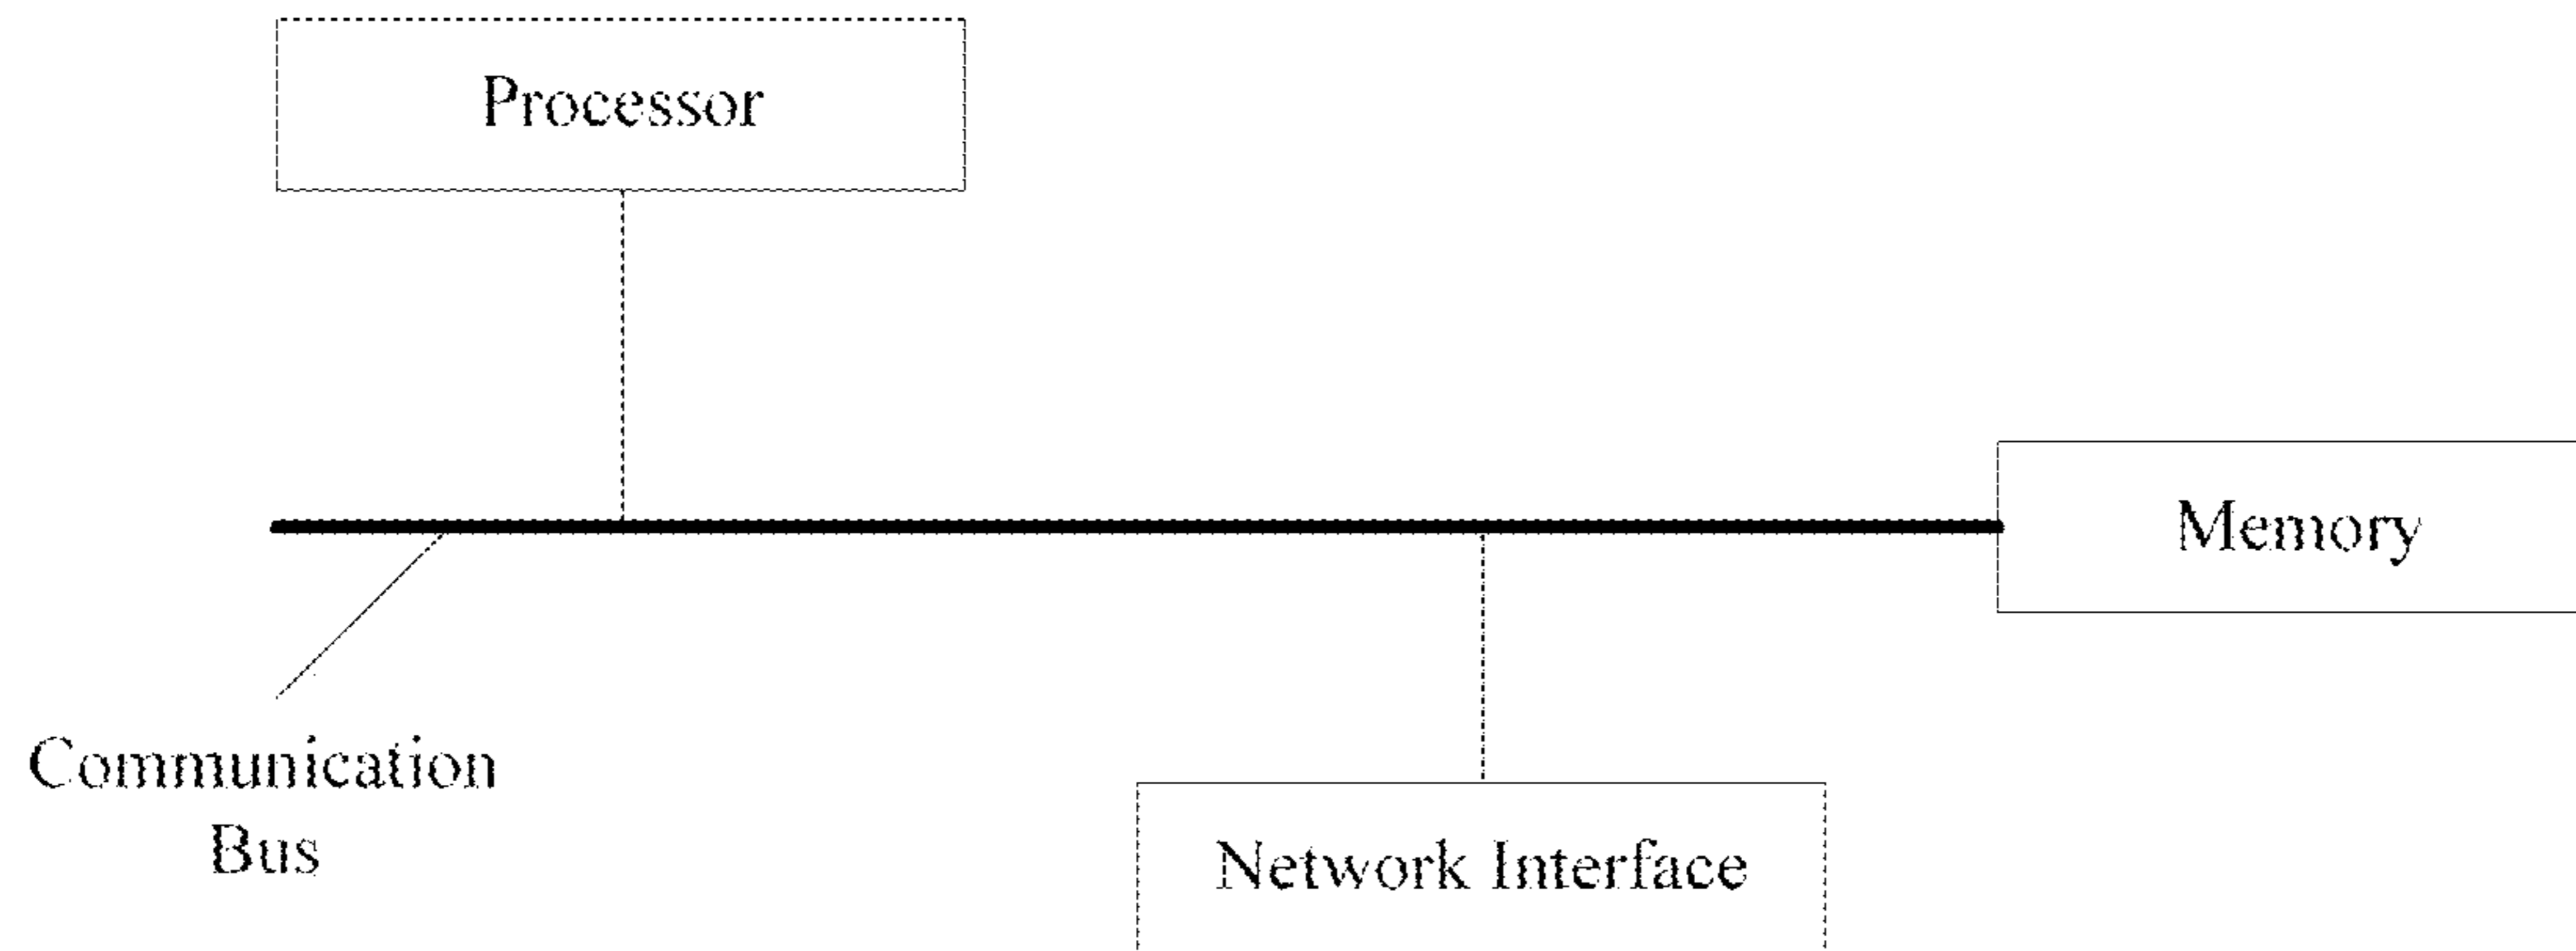 Processor
Memory
Communication
Bus
Network Interface